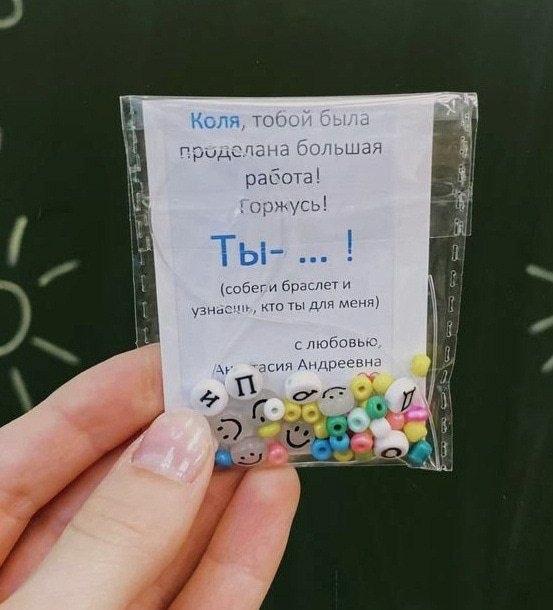 Коля, тобой была
проделана большая
работа!
Горжусь!
Ты- ... !
(собери браслет и
узнаешь, кто ты для меня)
с любовью,
Анастасия Андреевна
и П